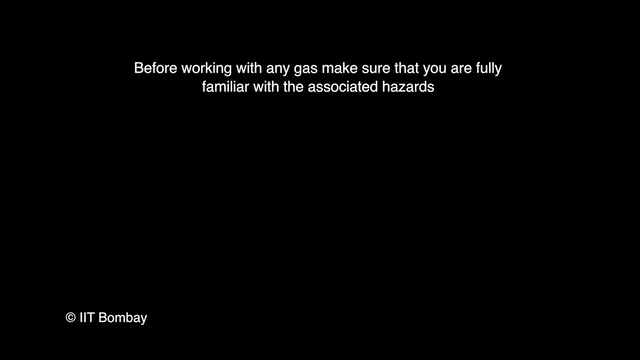 Before working with any gas make sure that you are fully
familiar with the associated hazards
© IIT Bombay